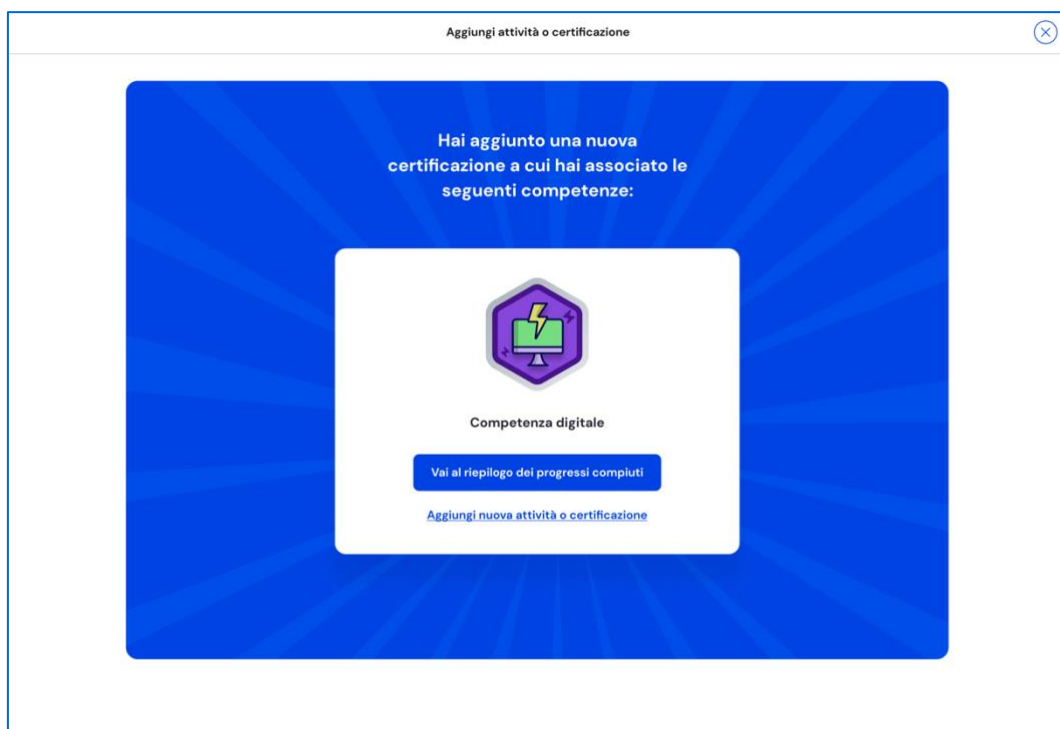 Aggiungi attività o certificazione
Hai aggiunto una nuova
certificazione a cui hai associato le
seguenti competenze:
Competenza digitale
Vai al riepilogo dei progressi compiuti
Aggiungi nuova attività o certificazione